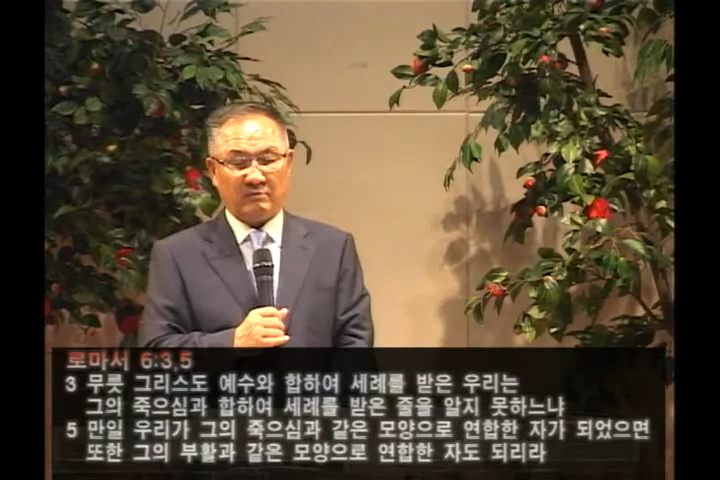 로마서 6:3,5
3 무릇 그리스도 예수와 합하여 세례를 받은 우리는
그의 죽으심과 합하여 세례를 받은 줄을 알지 못하느냐
5 만일 우리가 그의 죽으심과 같은 모양으로 연합한 자가 되었으면
또한 그의 부활과 같은 모양으로 연합한 자도 되리라